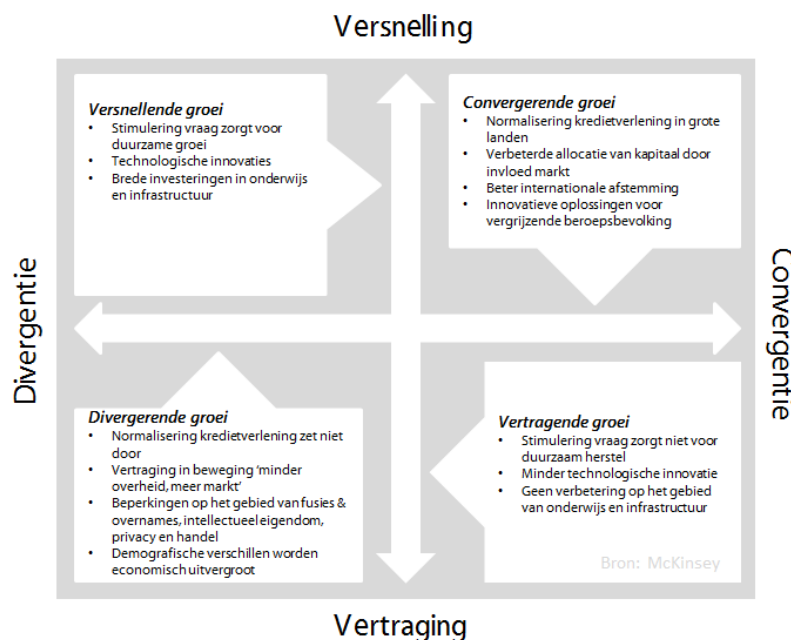 Versnelling
Versnellende groei
• Stimulering vraag zorgt voor
duurzame groei
• Technologische innovaties
• Brede investeringen in onderwijs
en infrastructuur
Convergerende groei
• Normalisering kredietverlening in grote
landen
• Verbeterde allocatie van kapitaal door
invloed markt
• Beter internationale afstemming
• Innovatieve oplossingen voor
vergrijzende beroepsbevolking
Divergentie
Convergentie
Divergerende groei
• Normalisering kredietverlening zet niet
door
• Vertraging in beweging ‘minder
overheid, meer markt’
• Beperkingen op het gebied van fusies &
overnames, intellectueel eigendom,
privacy en handel
• Demografische verschillen worden
economisch uitvergroot
Vertragende groei
• Stimulering vraag zorgt niet voor
duurzaam herstel
• Minder technologische innovatie
• Geen verbetering op het gebied
van onderwijs en infrastructuur
Bron: McKinsey
Vertraging